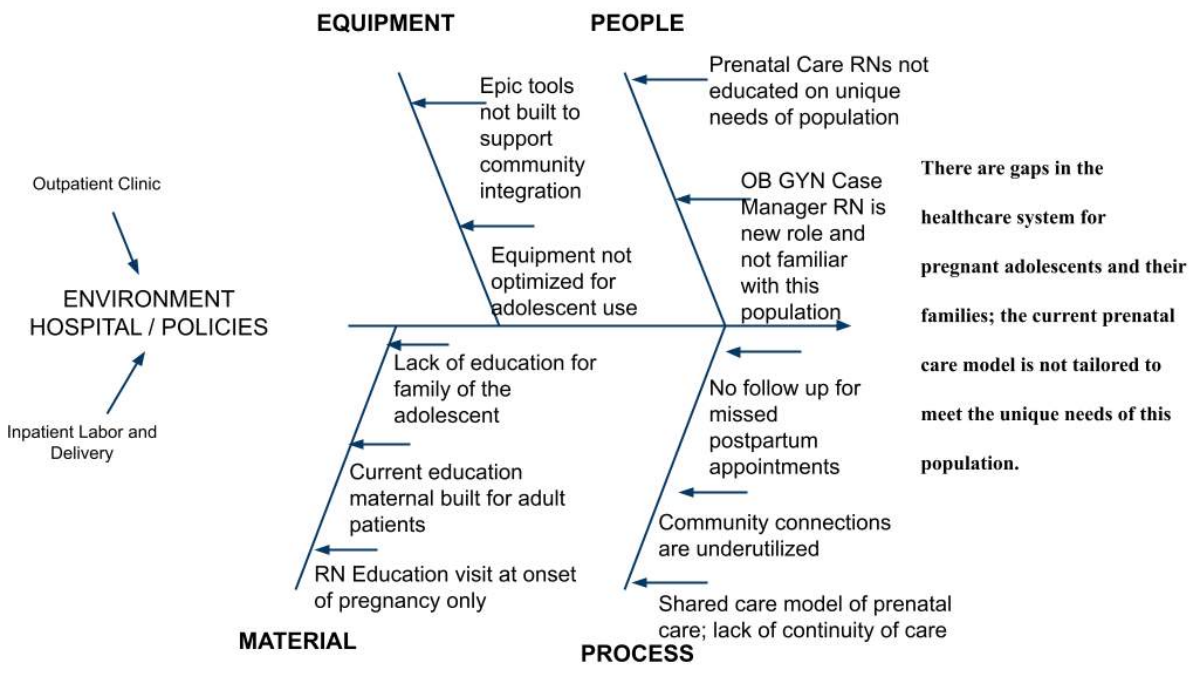 EQUIPMENT
PEOPLE
Epic tools
not built to
support
community
integration
Equipment not
optimized for
adolescent use
Prenatal Care RNs not
educated on unique
needs of population
OB GYN Case
Manager RN is
new role and
not familiar
with this
population
Outpatient Clinic
ENVIRONMENT
HOSPITAL / POLICIES
Inpatient Labor and
Delivery
There are gaps in the
healthcare system for
pregnant adolescents and their
families; the current prenatal
care model is not tailored to
meet the unique needs of this
population.
Lack of education for
family of the
adolescent
Current education
maternal built for adult
patients
RN Education visit at onset
of pregnancy only
MATERIAL
No follow up for
missed
postpartum
appointments
Community connections
are underutilized
Shared care model of prenatal
care; lack of continuity of care
PROCESS